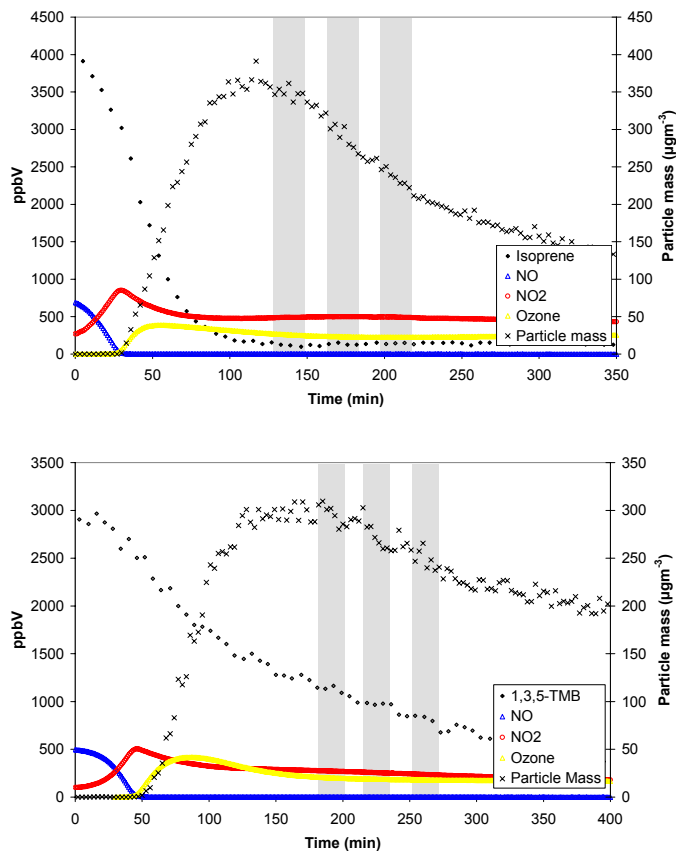 4500
4000
3500
3000
2500
2000
1500
1000
500
0
ppbV
450
400
350
300
250
200
150
100
50
0
Particle mass (µgm-3)
Isoprene
NO
NO2
Ozone
Particle mass
0 50 100 150 200 250 300 350
Time (min)
3500
3000
2500
2000
1500
1000
500
0
ppbV
350
300
250
200
150
100
50
0
Particle mass (µgm-3)
1,3,5-TMB
NO
NO2
Ozone
Particle Mass
0 50 100 150 200 250 300 350 400
Time (min)